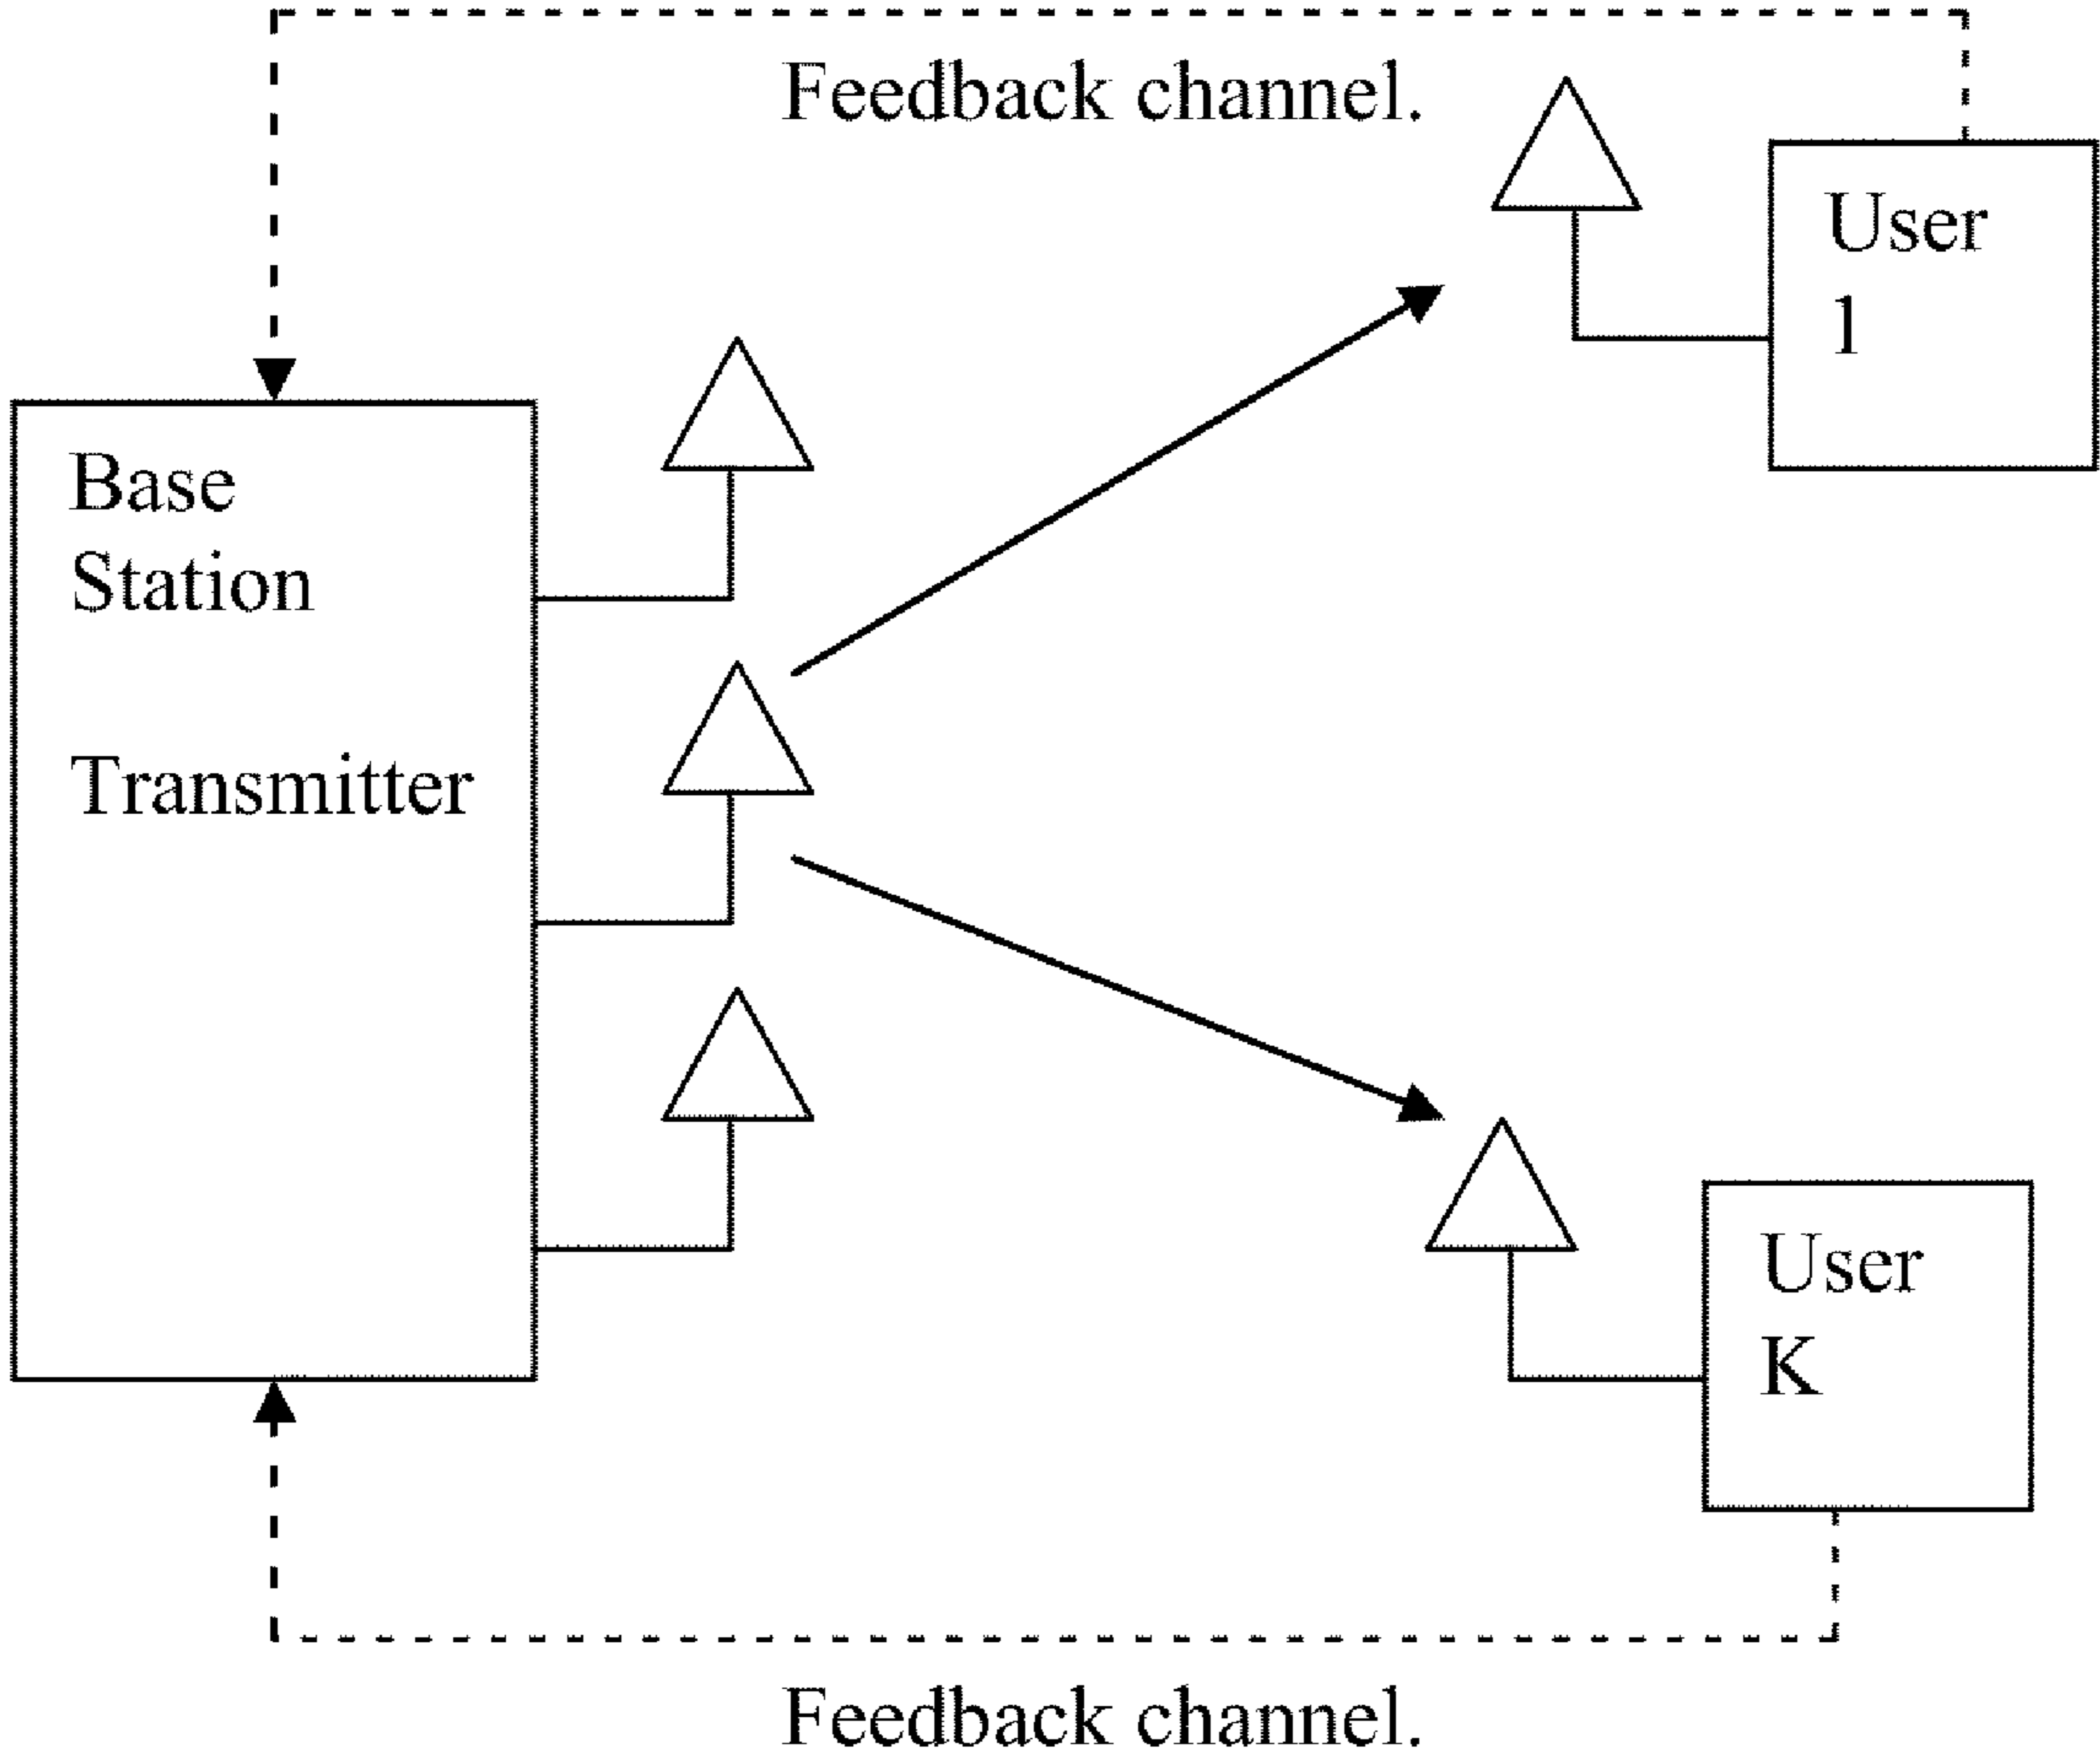 Feedback channel.
User
1
Base
Station
Transmitter
User
K
Feedback channel.